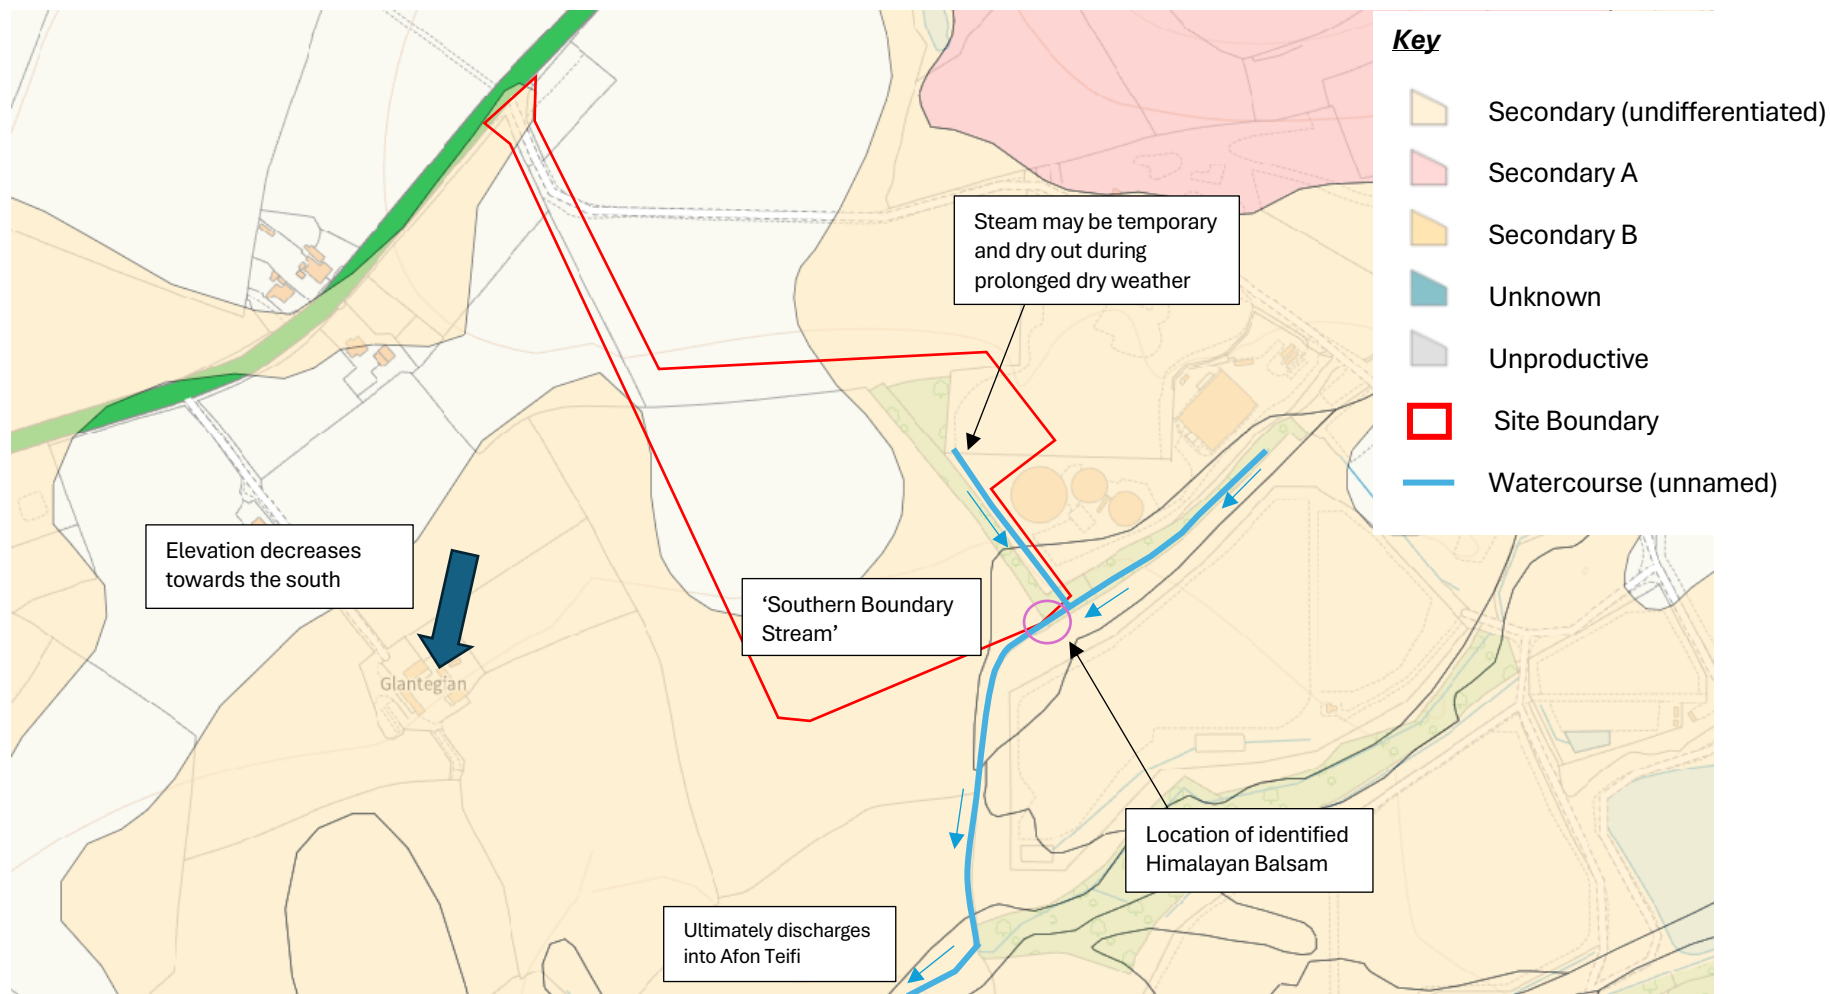 Key
Secondary (undifferentiated)
Secondary A
Secondary B
Unknown
Unproductive
Site Boundary
Watercourse (unnamed)
Steam may be temporary
and dry out during
prolonged dry weather
Elevation decreases
towards the south
‘Southern Boundary
Stream’
Glantegian
Location of identified
Himalayan Balsam
Ultimately discharges
into Afon Teifi